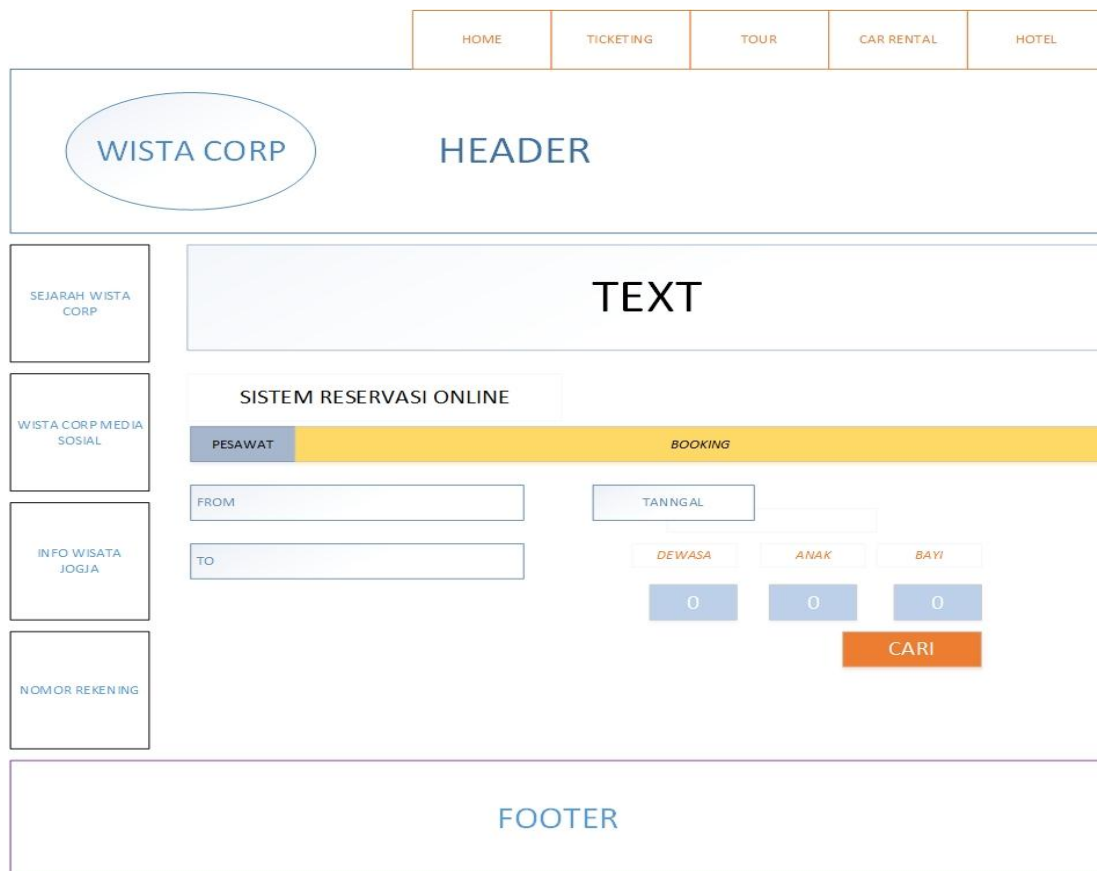 HOME
TICKETING
TOUR
CAR RENTAL
HOTEL
WISTA CORP
HEADER
SEJARAH WISTA
CORP
TEXT
WISTA CORP MEDIA
SOSIAL
SISTEM RESERVASI ONLINE
PESAWAT
BOOKING
FROM
TANNGAL
INFO WISATA
JOGJA
TO
DEWASA
ANAK
BAYI
0
0
0
CARI
NOMOR REKENING
FOOTER